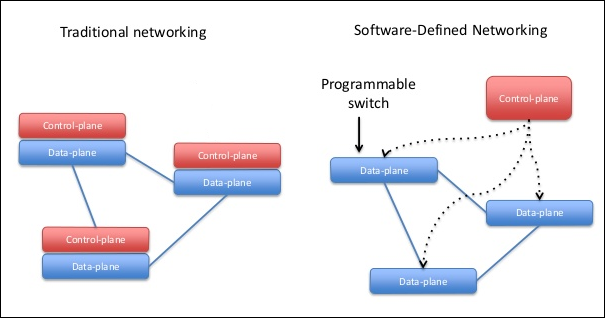 Traditional networking
Software-Defined Networking
Programmable
switch
Control-plane
Control-plane
Data-plane
Control-plane
Data-plane
Data-plane
Data-plane
Control-plane
Data-plane
Data-plane